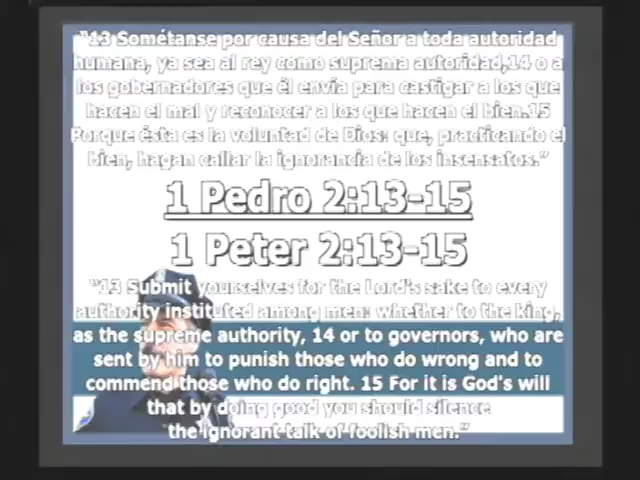 "13 Sométanse por causa del Señor a toda autoridad
humana, ya sea al rey como suprema autoridad,14 o a
los gobernadores que él envía para castigar a los que
hacen el mal y reconocer a los que hacen el bien.15
Porque ésta es la voluntad de Dios: que, practicando el
bien, hagan callar la ignorancia de los insensatos."
1 Pedro 2:13-15
1 Peter 2:13-15
"13 Submit yourselves for the Lord's sake to every
authority instituted among men: whether to the king,
as the supreme authority, 14 or to governors, who are
sent by him to punish those who do wrong and to
commend those who do right. 15 For it is God's will
that by doing good you should silence
the ignorant talk of foolish men."